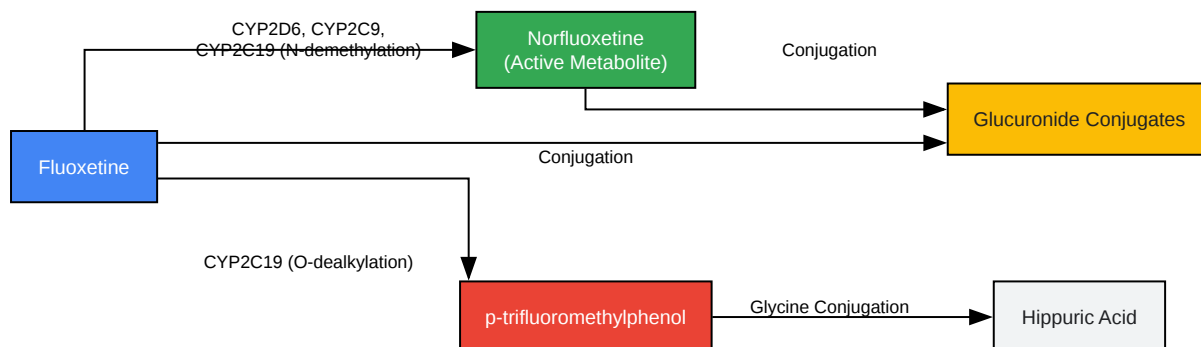 CYP2D6, CYP2C9,
CYP2C19 (N-demethylation)
Norfluoxetine
(Active Metabolite)
Conjugation
Glucuronide Conjugates
Fluoxetine
Conjugation
CYP2C19 (O-dealkylation)
p-trifluoromethylphenol
Glycine Conjugation
Hippuric Acid